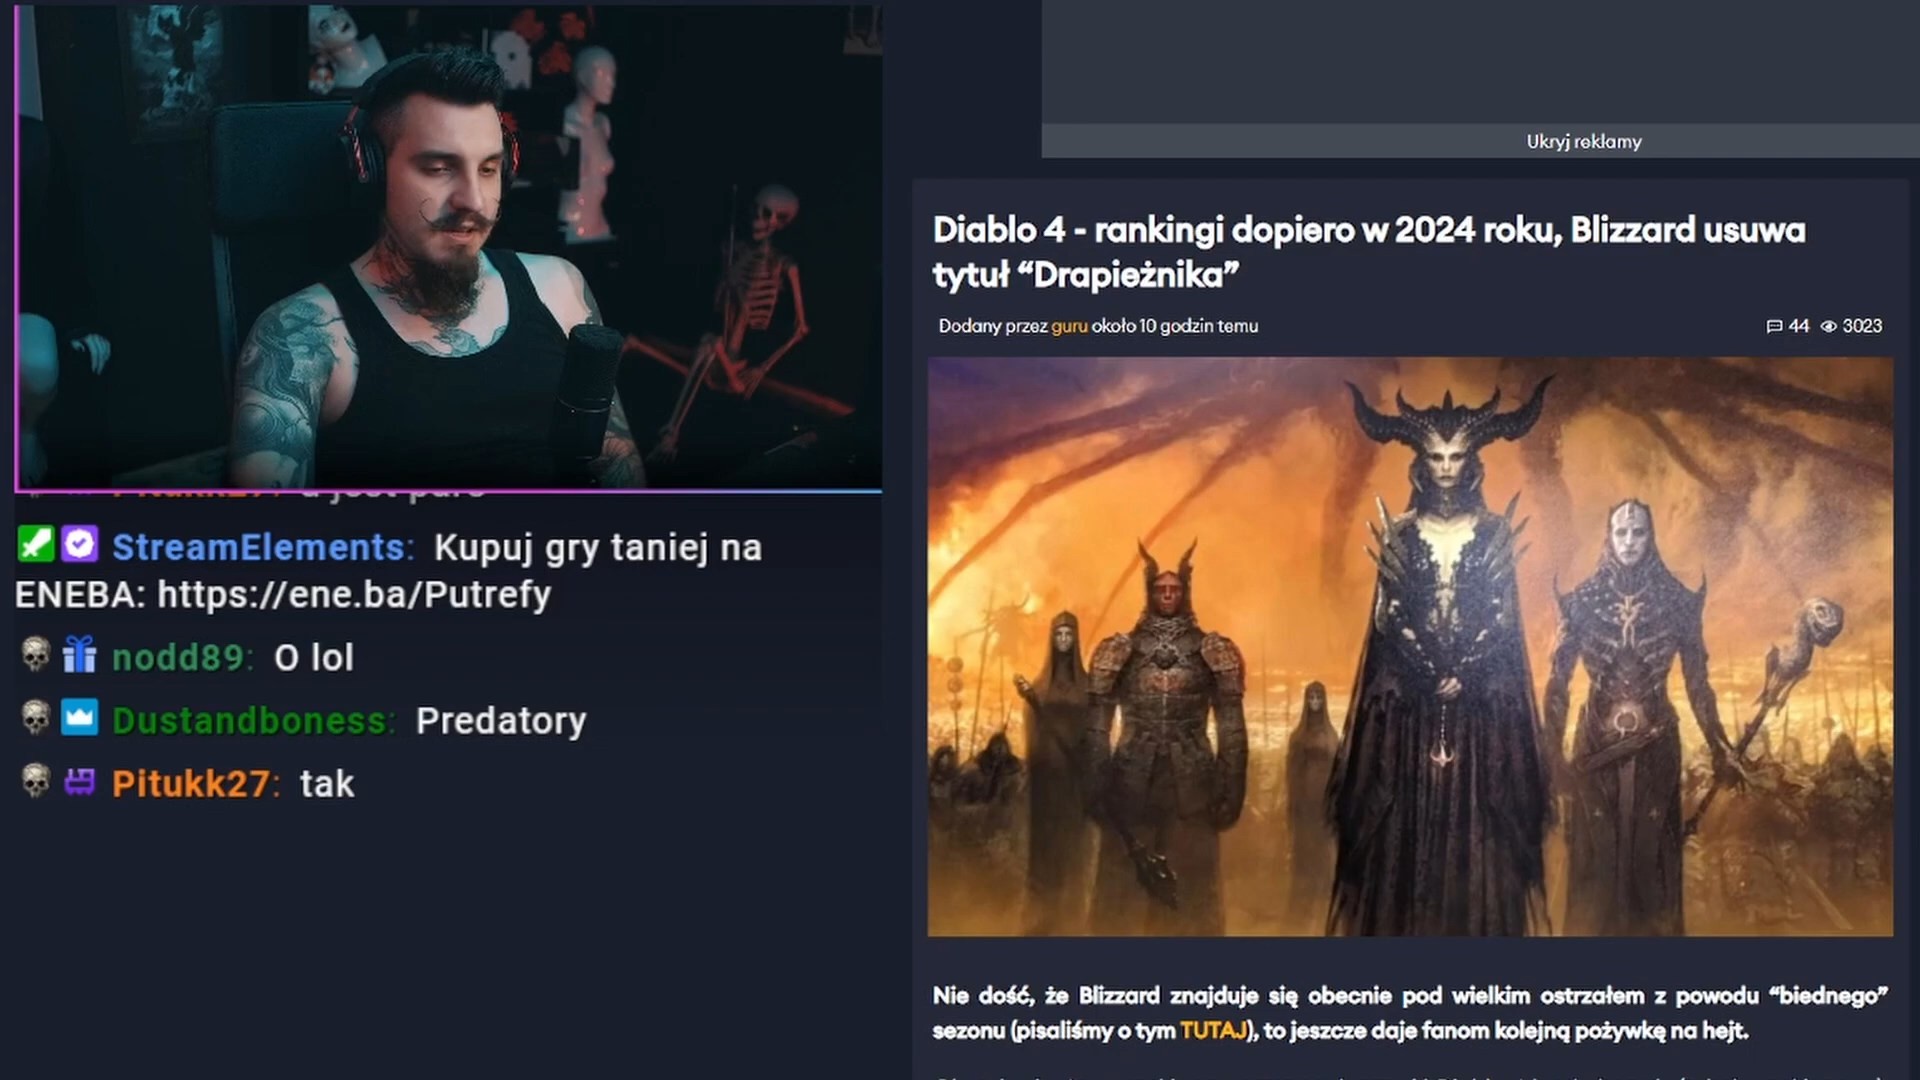 StreamElements: Kupuj gry taniej na
ENEBA: https://ene.ba/Putrefy
nodd89: O lol
Dustandboness: Predatory
Pitukk27: tak
Ukryj reklamy
Diablo 4 - rankingi dopiero w 2024 roku, Blizzard usuwa
tytuł “Drapieżnika”
Dodany przez guru około 10 godzin temu
44 3023
Nie dość, że Blizzard znajduje się obecnie pod wielkim ostrzałem z powodu “biednego”
sezonu (pisaliśmy o tym TUTAJ), to jeszcze daje fanom kolejną pożywkę na hejt.